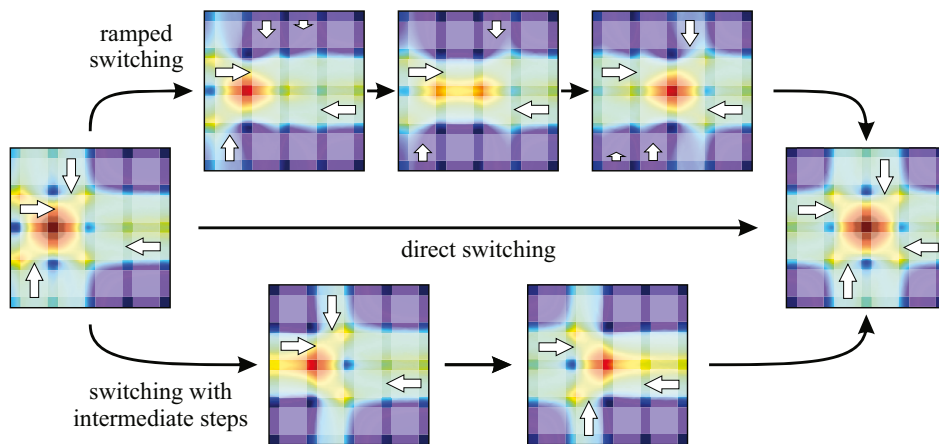 ramped
switching
direct switching
switching with
intermediate steps